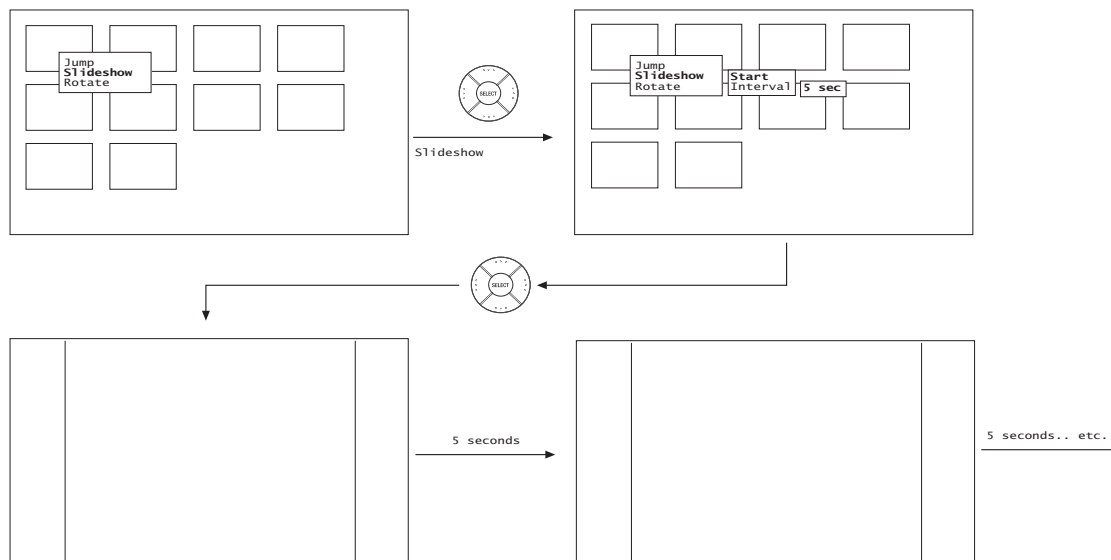 Jump
Slideshow
Rotate
SELECT
Slideshow
Jump
Slideshow
Rotate
Start
Interval
5 sec
SELECT
5 seconds
5 seconds.. etc.